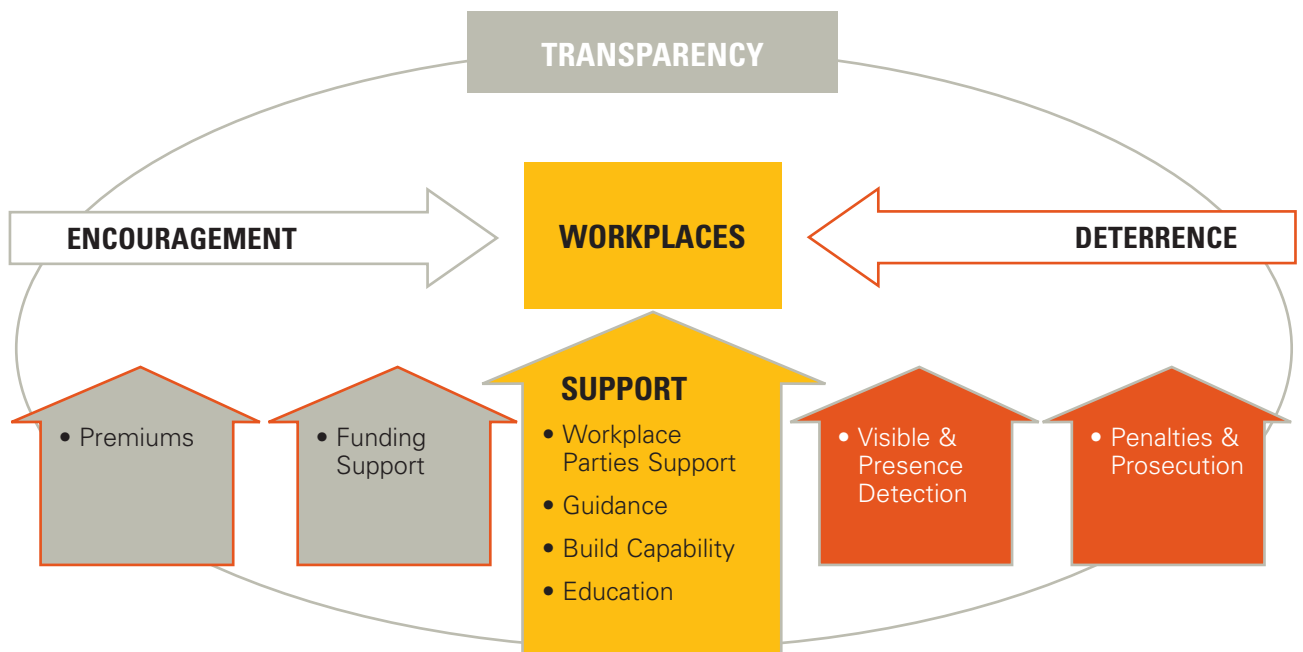 TRANSPARENCY
ENCOURAGEMENT
WORKPLACES
DETERRENCE
• Premiums
• Funding
Support
SUPPORT
• Workplace
Parties Support
• Guidance
• Build Capability
• Education
• Visible &
Presence
Detection
• Penalties &
Prosecution